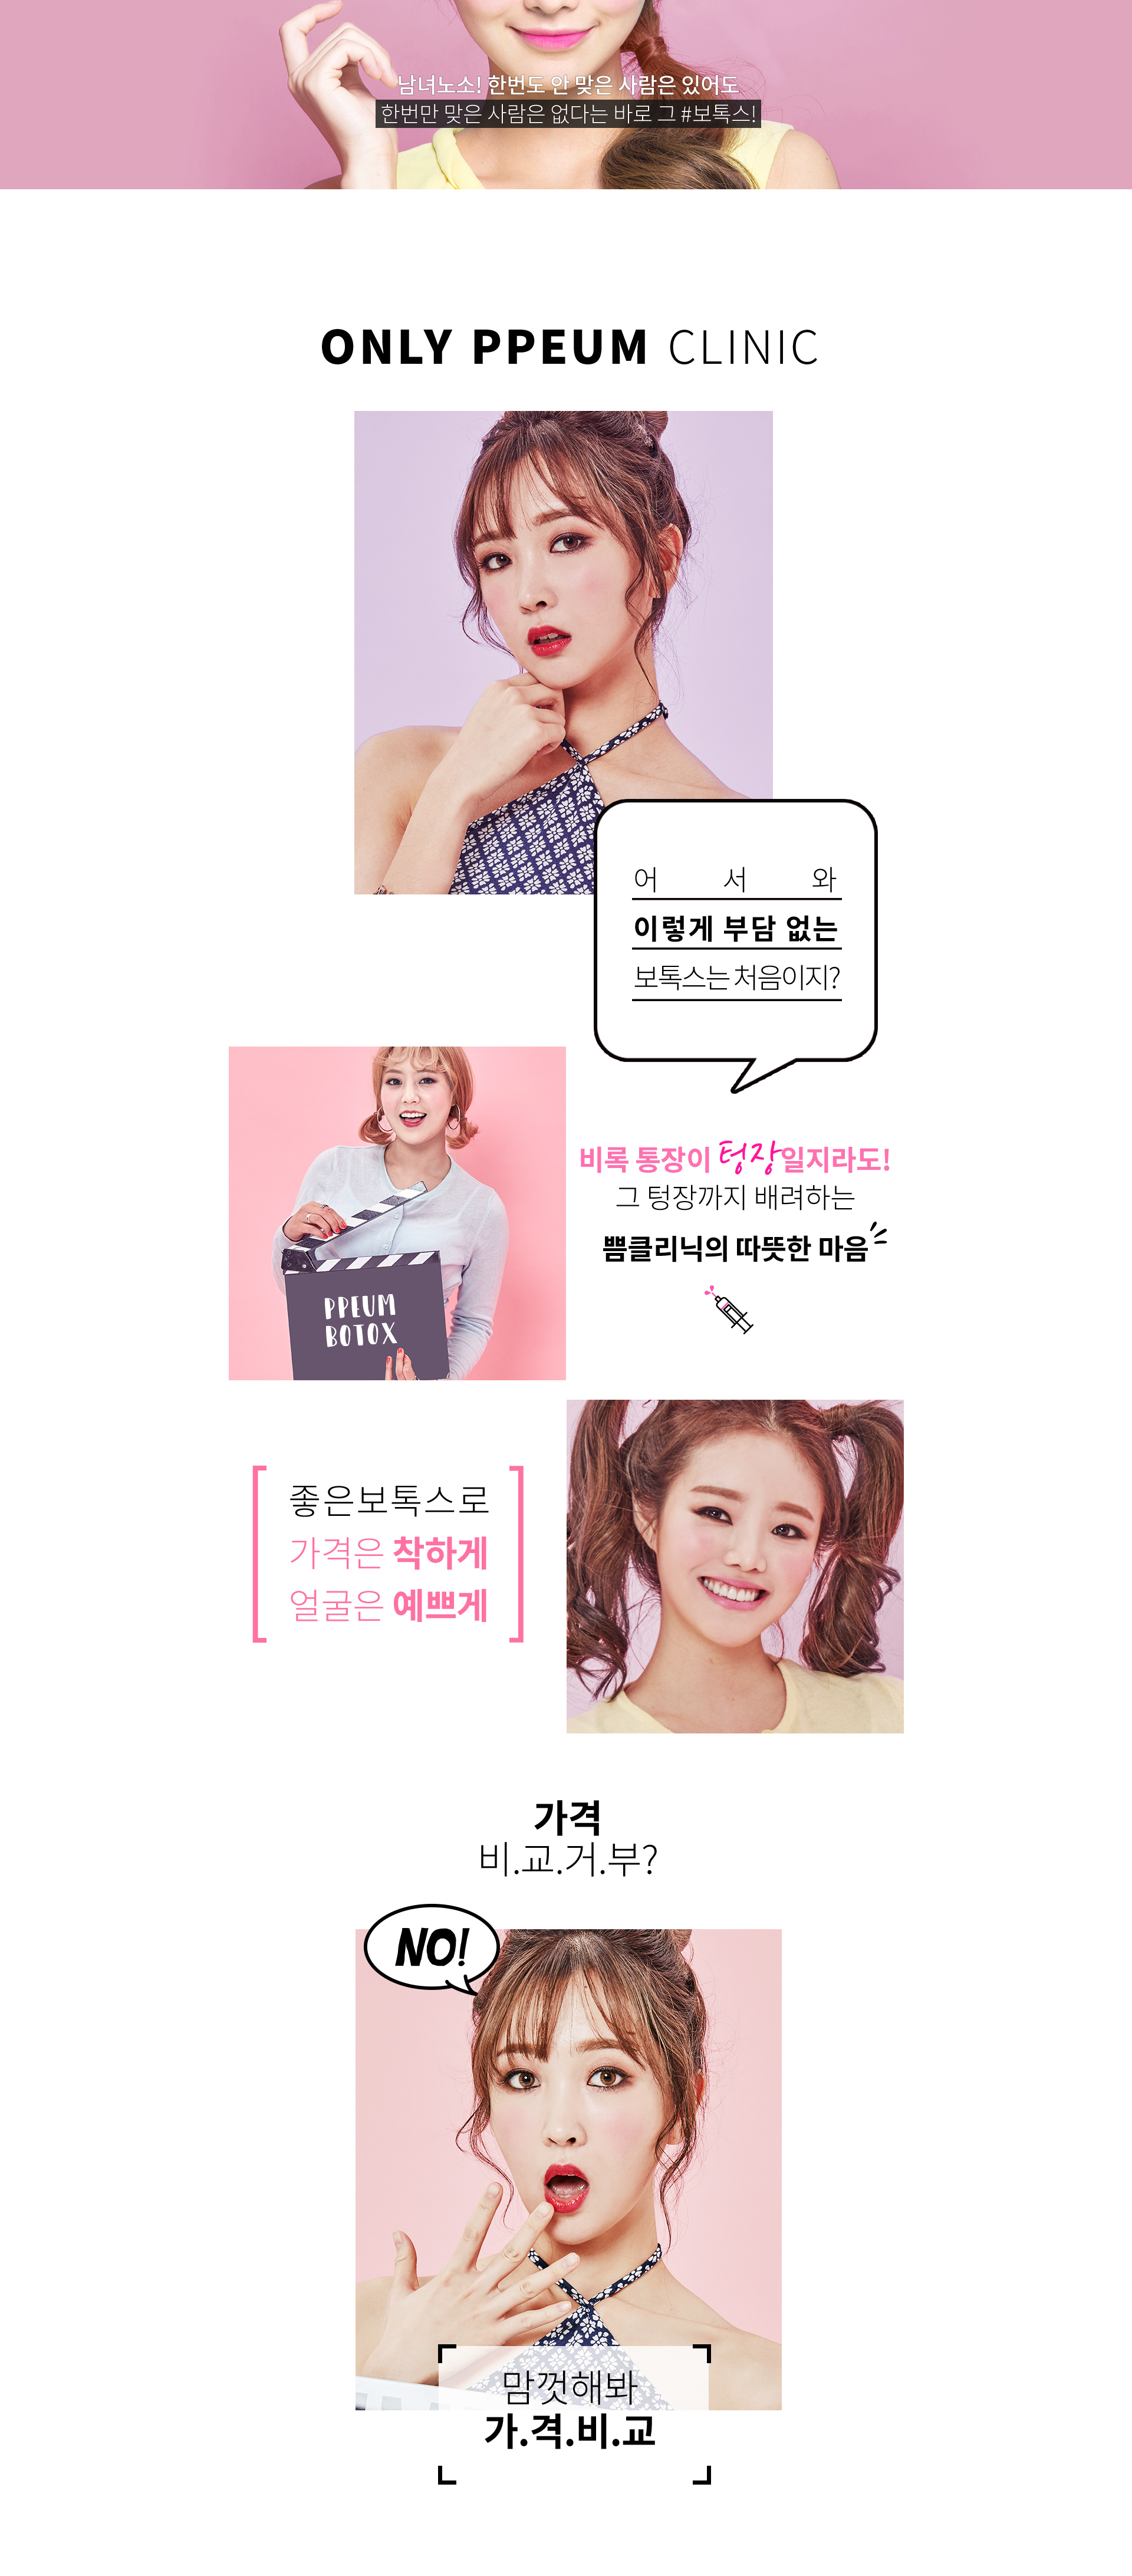 남녀노소! 한번도 안 맞은 사람은 있어도
한번만 맞은 사람은 없다는 바로 그 #보톡스!
ONLY PPEUM CLINIC
어 서 와
이렇게 부담 없는
보톡스는 처음이지?
비록 통장이 텅장일지라도!
그 텅장까지 배려하는
쁨클리닉의 따뜻한 마음
PPEUM
BOTOX
좋은보톡스로
가격은 착하게
얼굴은 예쁘게
가격
비.교.거.부?
NO!
맘껏해봐
가.격.비.교